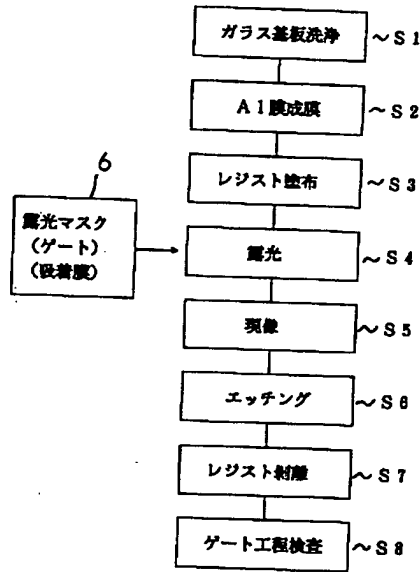 ガラス基板洗浄 ~S1
Al膜成膜 ~S2
レジスト塗布 ~S3
6
露光マスク
(ゲート)
(吸着膜)
露光 ~S4
現像 ~S5
エッチング ~S6
レジスト剥離 ~S7
ゲート工程検査 ~S8